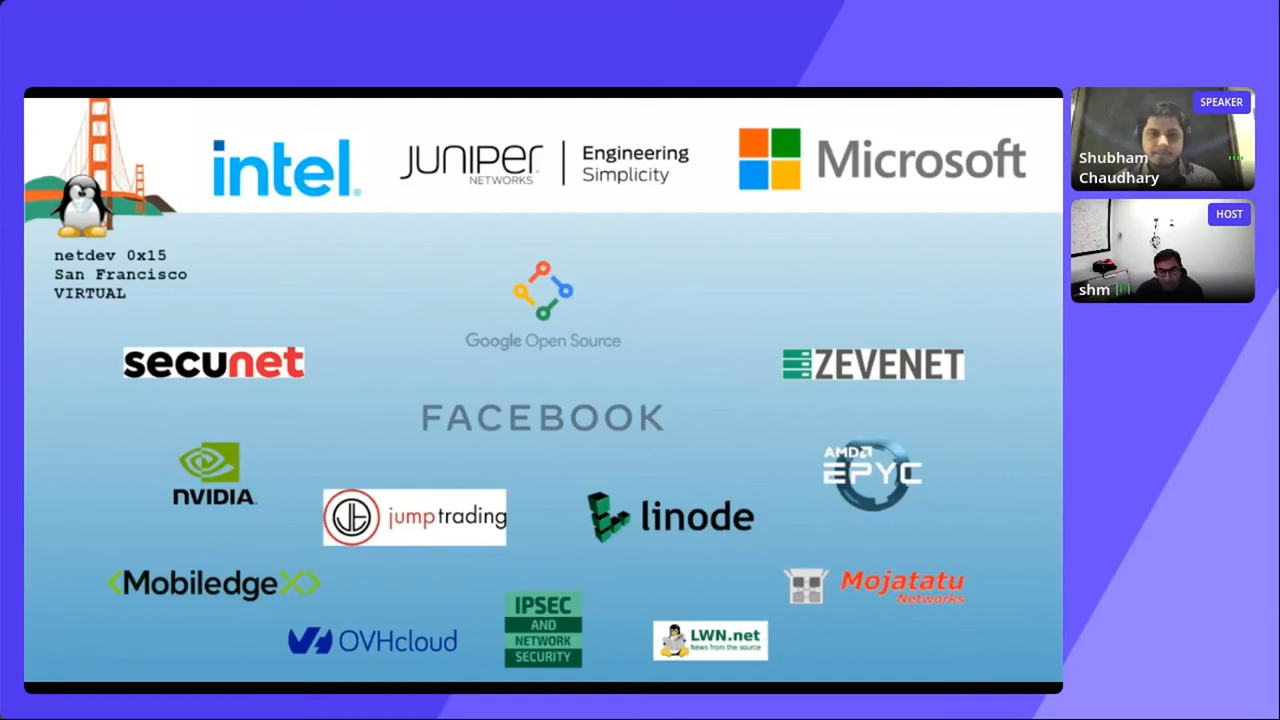 intel
JUNIPER
NETWORKS
Engineering
Simplicity
Microsoft
netdev 0x15
San Francisco
VIRTUAL
Google Open Source
secunet
ZEVENET
FACEBOOK
NVIDIA
AMD
EPYC
jumptrading
linode
MobiledgeX
Mojatatu
Networks
OVHcloud
IPSEC
AND
NETWORK
SECURITY
LWN.net
News from the source
SPEAKER
Shubham
Chaudhary
HOST
shm